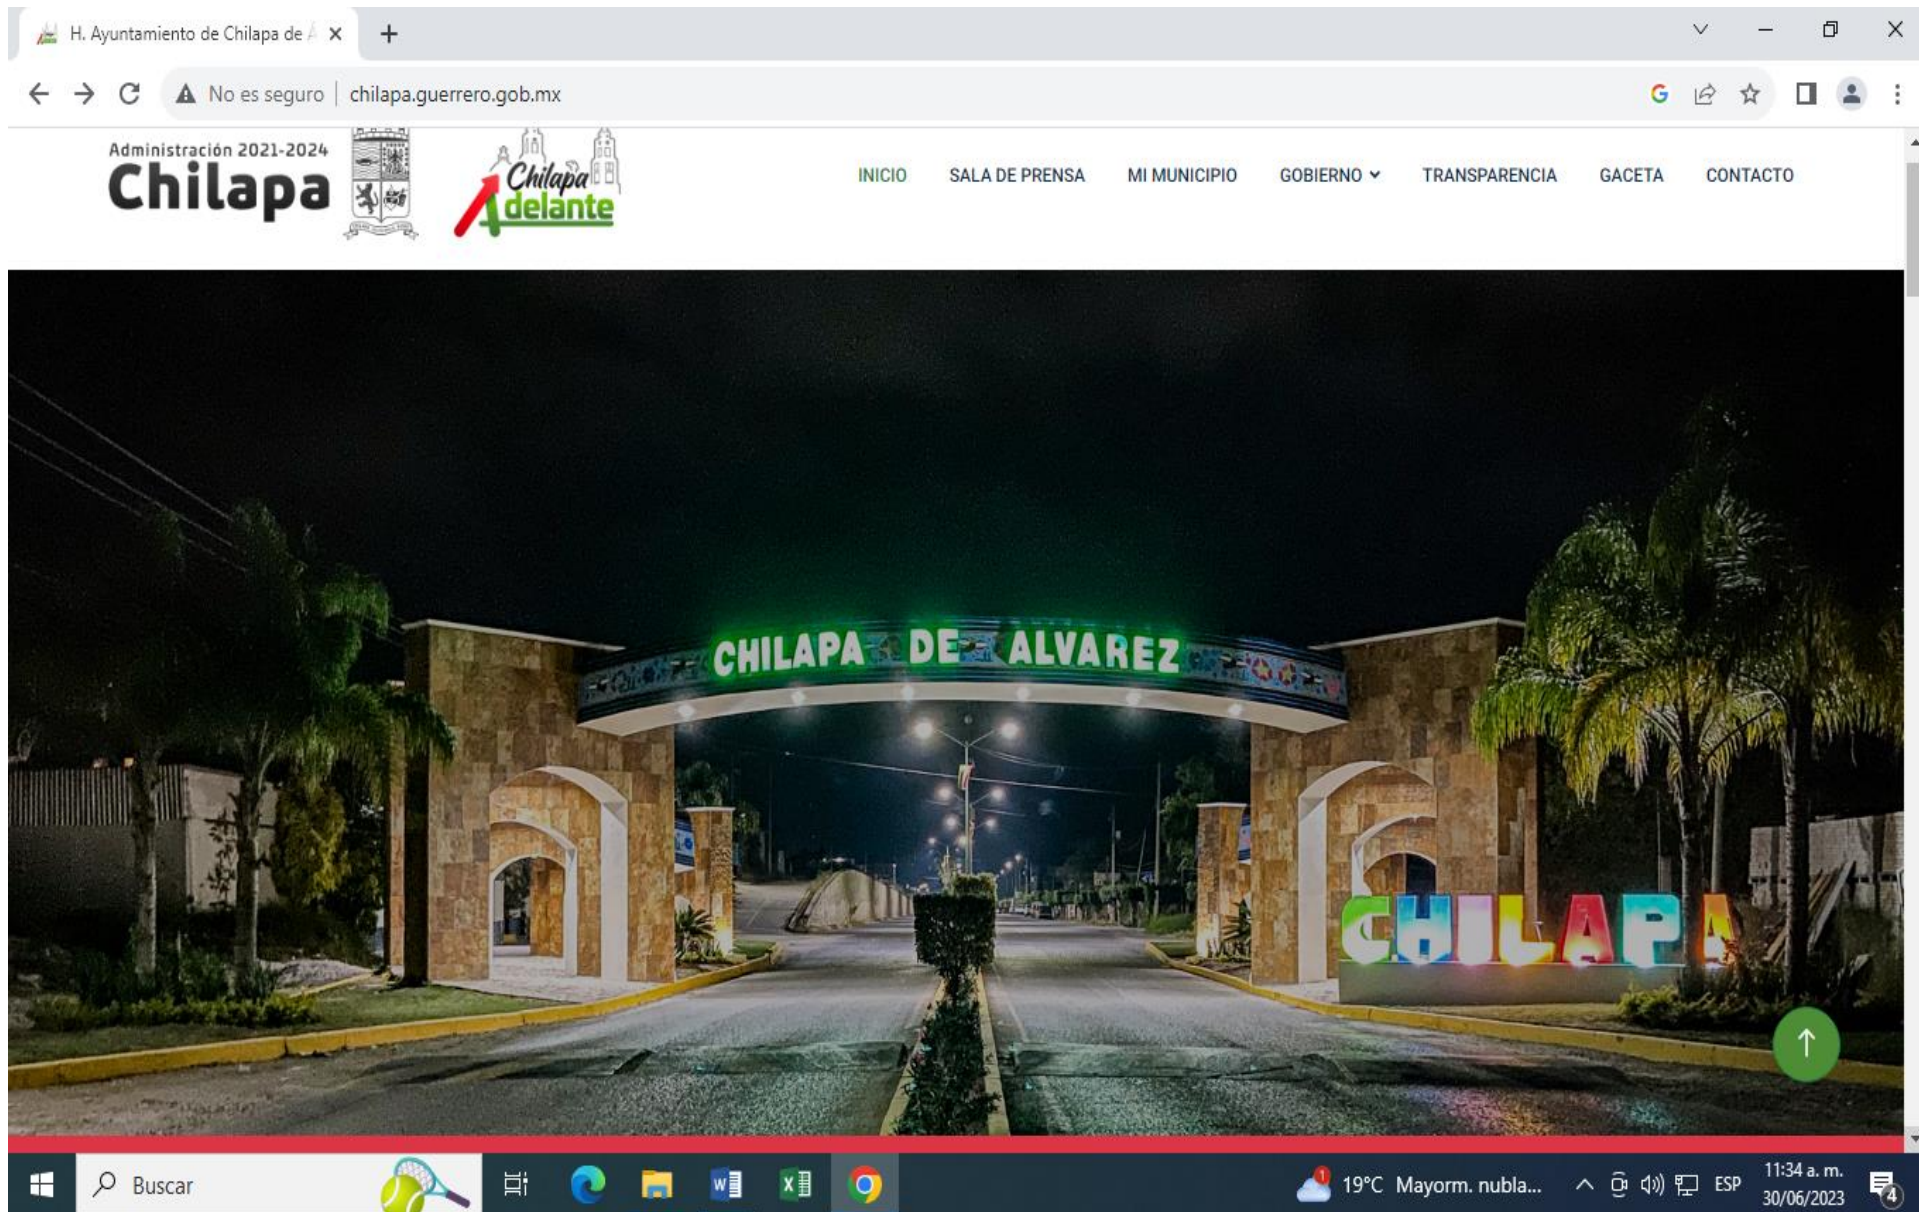 H. Ayuntamiento de Chilapa de Á
No es seguro | chilapa.guerrero.gob.mx
Administración 2021-2024
Chilapa
Chilapa
Adelante
INICIO SALA DE PRENSA MI MUNICIPIO GOBIERNO TRANSPARENCIA GACETA CONTACTO
CHILAPA DE ALVAREZ
CHILAPA
Buscar
1
19°C Mayorm. nubla...
ESP
11:34 a. m.
30/06/2023
4